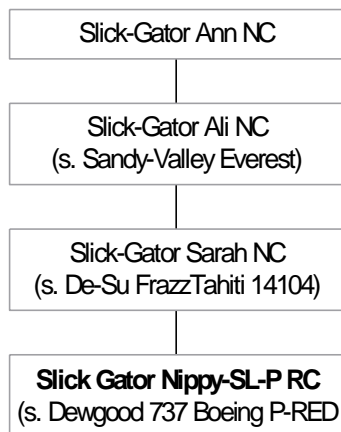 Slick-Gator Ann NC
Slick-Gator Ali NC
(s. Sandy-Valley Everest)
Slick-Gator Sarah NC
(s. De-Su FrazzTahiti 14104)
Slick Gator Nippy-SL-P RC
(s. Dewgood 737 Boeing P-RED